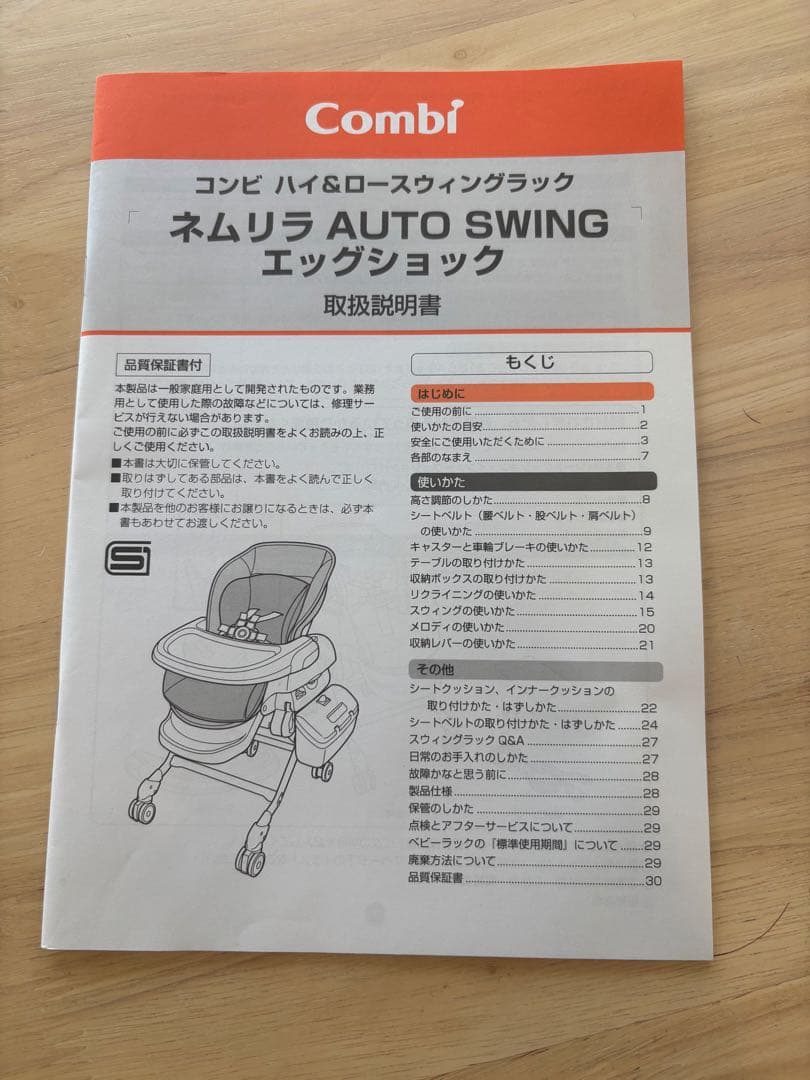 Combi
コンビ ハイ&ロースウィングラック
ネムリラ AUTO SWING
エッグショック
取扱説明書
品質保証書付
本製品は一般家庭用として開発されたものです。業務
用として使用した際の故障などについては、修理サー
ビスが行えない場合があります。
ご使用の前に必ずこの取扱説明書をよくお読みの上、正
しくご使用ください。
■本書は大切に保管してください。
■取りはずしてある部品は、本書をよく読んで正しく
取り付けてください。
■本製品を他のお客様にお譲りになるときは、必ず本
書もあわせてお渡しください。
もくじ
はじめに
ご使用の前に ..... 1
使いかたの目安 ..... 2
安全にご使用いただくために ..... 3
各部のなまえ ..... 7
使いかた
高さ調節のしかた ..... 8
シートベルト（腰ベルト・股ベルト・肩ベルト）
の使いかた ..... 9
キャスターと車輪ブレーキの使いかた ..... 12
テーブルの取り付けかた ..... 13
収納ボックスの取り付けかた ..... 13
リクライニングの使いかた ..... 14
スウィングの使いかた ..... 15
メロディの使いかた ..... 20
収納レバーの使いかた ..... 21
その他
シートクッション、インナークッションの
取り付けかた・はずしかた ..... 22
シートベルトの取り付けかた・はずしかた ..... 24
スウィングラック Q&A ..... 27
日常のお手入れのしかた ..... 27
故障かなと思う前に ..... 28
製品仕様 ..... 28
保管のしかた ..... 29
点検とアフターサービスについて ..... 29
ベビーラックの『標準使用期間』について ..... 29
廃棄方法について ..... 29
品質保証書 ..... 30